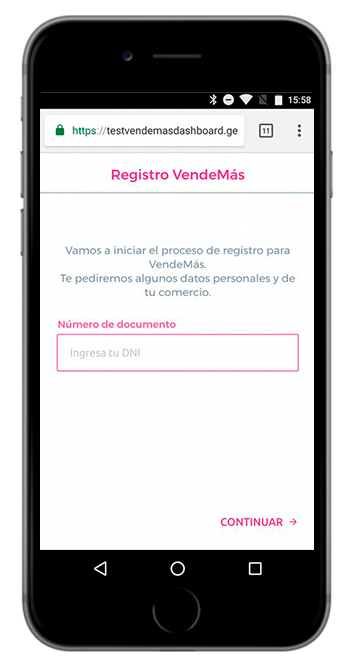 15:58
https://testvendemasdashboard.ge
11
Registro VendeMás
Vamos a iniciar el proceso de registro para
VendeMás.
Te pediremos algunos datos personales y de
tu comercio.
Número de documento
Ingresa tu DNI
CONTINUAR →